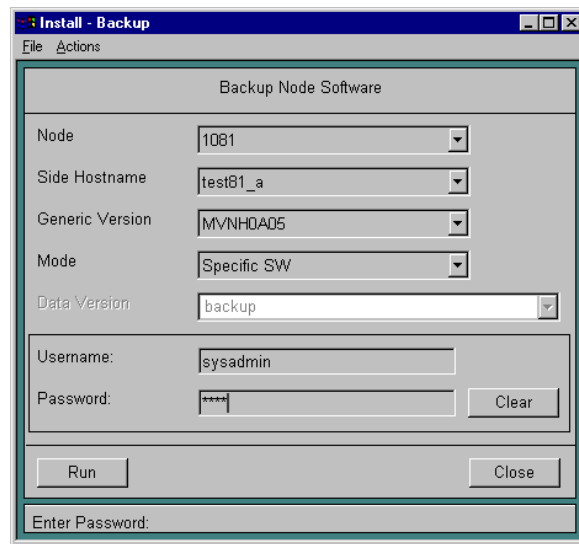 Install - Backup
File Actions
Backup Node Software
Node 1081
Side Hostname test81_a
Generic Version MVNH0A05
Mode Specific SW
Data Version backup
Username: sysadmin
Password: **** Clear
Run Close
Enter Password: